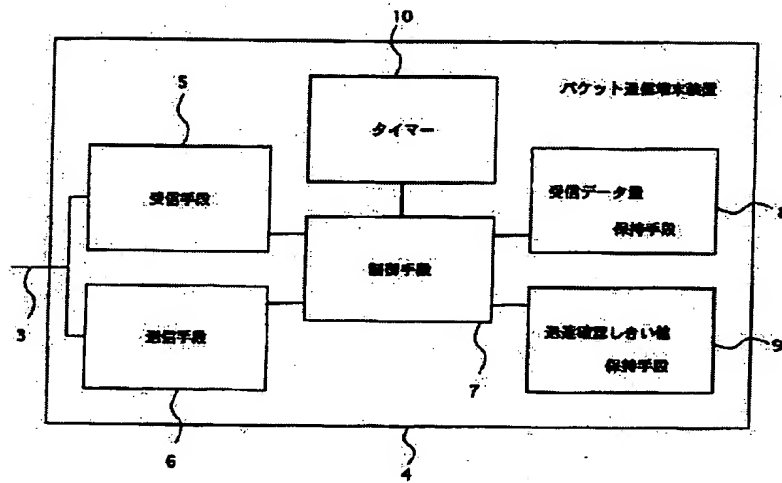 10
5
パケット通信端末装置
タイマー
受信手段
受信データ量
保持手段
8
制御手段
3
送信手段
送達確認しきい値
保持手段
9
7
6
4